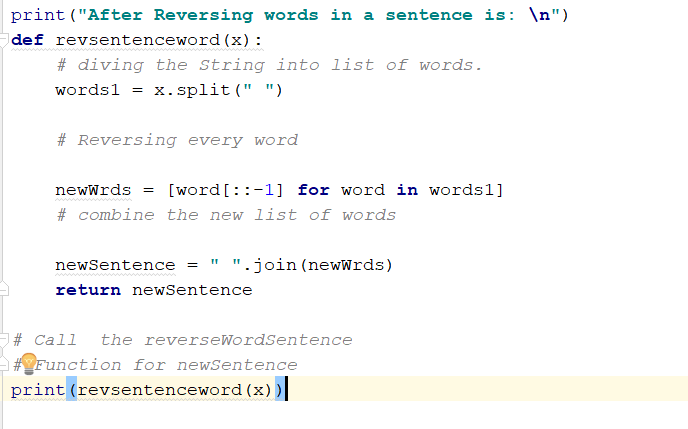 print("After Reversing words in a sentence is: \n")
def revsentenceword(x):
    # diving the String into list of words.
    words1 = x.split(" ")
    # Reversing every word
    newWrds = [word[::-1] for word in words1]
    # combine the new list of words
    newSentence = " ".join(newWrds)
    return newSentence
# Call  the reverseWordSentence
# Function for newSentence
print(revsentenceword(x))